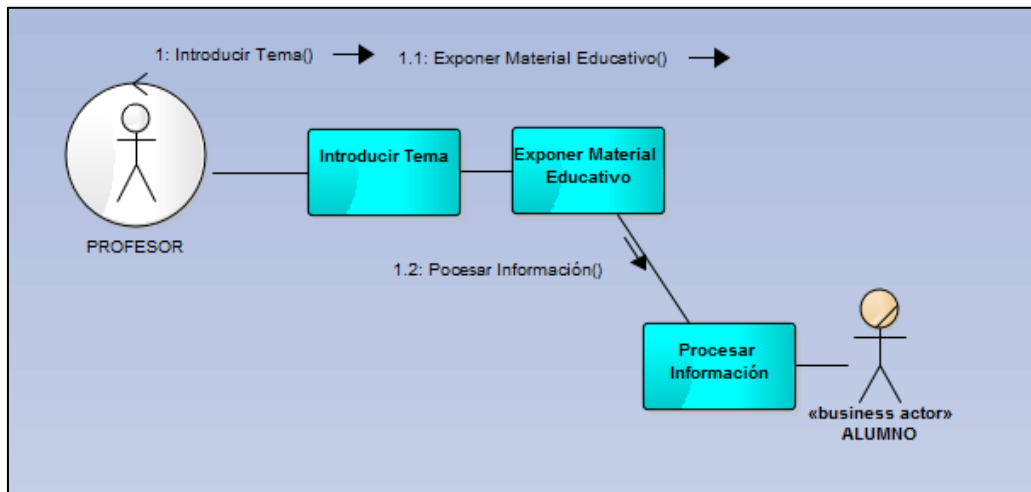 1: Introducir Tema()
1.1: Exponer Material Educativo()
Introducir Tema
Exponer Material
Educativo
PROFESOR
1.2: Pocesar Información()
Procesar
Información
«business actor»
ALUMNO